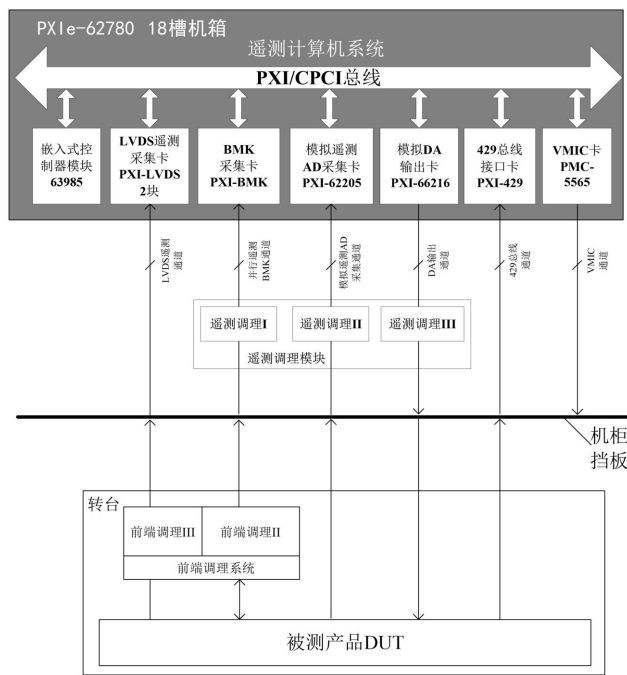 PXIe-62780 18槽机箱
遥测计算机系统
PXI/CPCI总线
嵌入式控
制器模块
63985
LVDS遥测
采集卡
PXI-LVDS
2块
BMK
采集卡
PXI-BMK
模拟遥测
AD采集卡
PXI-62205
模拟DA
输出卡
PXI-66216
429总线
接口卡
PXI-429
VMIC卡
PMC-
5565
LVDS遥测
通道
并行遥测
BMK通道
模拟遥测AD
采集通道
DA输出
通道
429总线
通道
VMIC
通道
遥测调理I
遥测调理II
遥测调理III
遥测调理模块
机柜
挡板
转台
前端调理III
前端调理II
前端调理系统
被测产品DUT